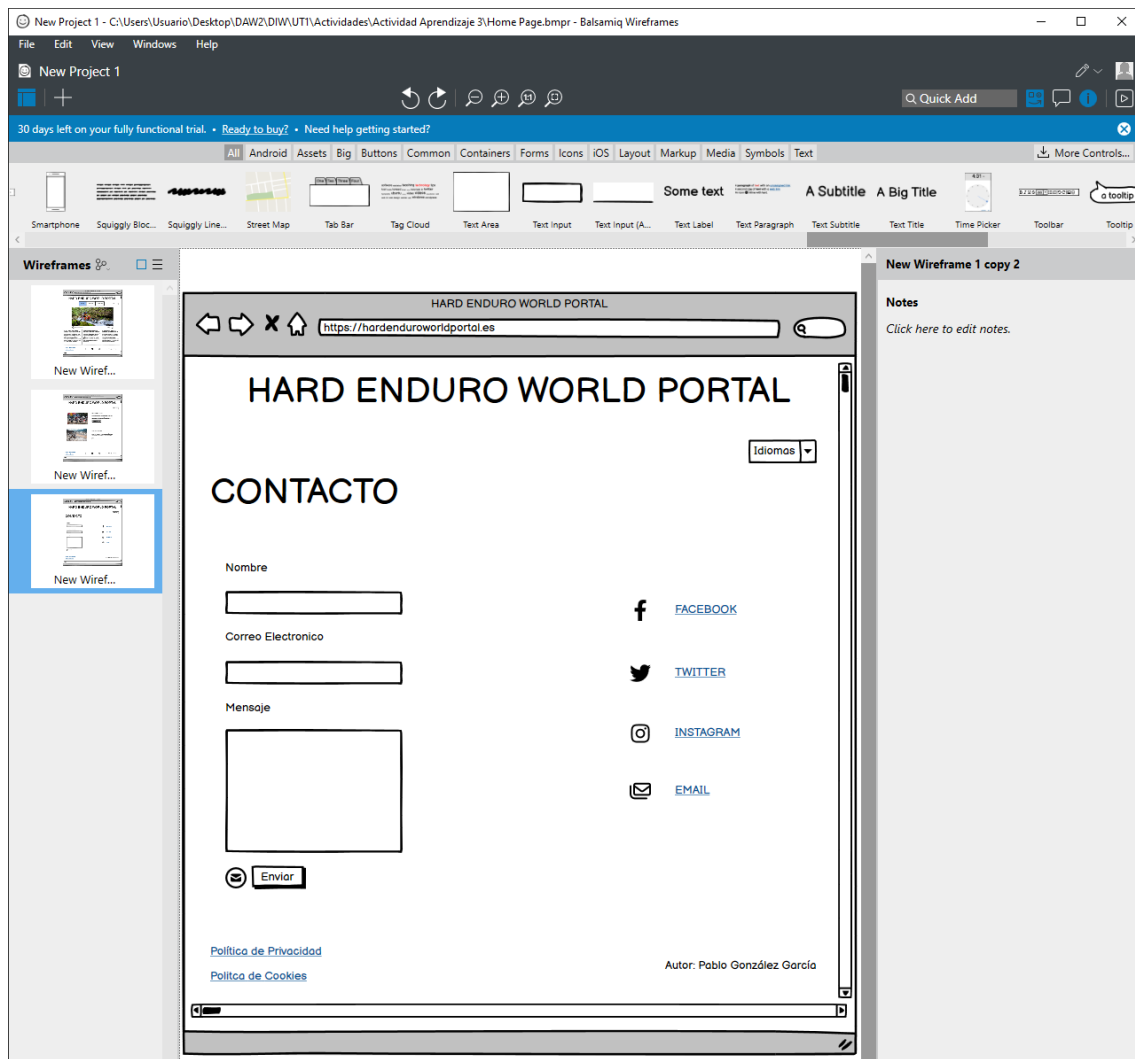 New Project 1 - C:\Users\Usuario\Desktop\DAW2\DIW\UT1\Actividades\Actividad Aprendizaje 3\Home Page.bmpr - Balsamiq Wireframes
File Edit View Windows Help
New Project 1
1:1
Quick Add
30 days left on your fully functional trial. • Ready to buy? • Need help getting started?
All Android Assets Big Buttons Common Containers Forms Icons iOS Layout Markup Media Symbols Text
More Controls...
Some text A Subtitle A Big Title a tooltip
Smartphone Squiggly Bloc... Squiggly Line... Street Map Tab Bar Tag Cloud Text Area Text Input Text Input (A... Text Label Text Paragraph Text Subtitle Text Title Time Picker Toolbar Tooltip
Wireframes
New Wiref...
New Wiref...
New Wiref...
HARD ENDURO WORLD PORTAL
https://hardenduroworldportal.es
HARD ENDURO WORLD PORTAL
Idiomas
CONTACTO
Nombre
Correo Electronico
Mensaje
Enviar
FACEBOOK
TWITTER
INSTAGRAM
EMAIL
Política de Privacidad
Politca de Cookies
Autor: Pablo González García
New Wireframe 1 copy 2
Notes
Click here to edit notes.